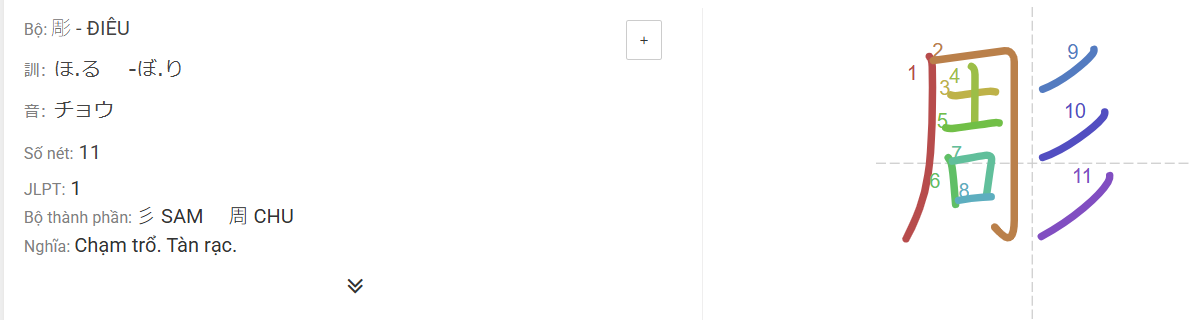 Bộ: 彫 - ĐIÊU
+
訓: ほ.る -ぼ.り
音: チョウ
Số nét: 11
JLPT: 1
Bộ thành phần: 彡 SAM 周 CHU
Nghĩa: Chạm trổ. Tàn rạc.
1
2
3
4
5
6
7
8
9
10
11